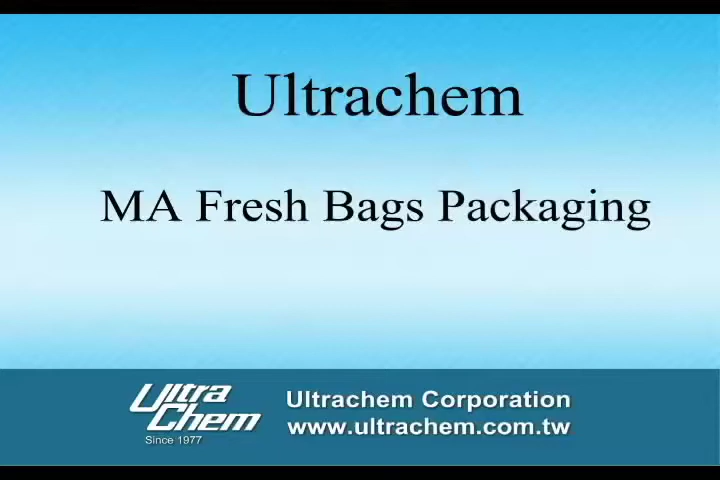 Ultrachem
MA Fresh Bags Packaging
Ultra
Chem
Since 1977
Ultrachem Corporation
www.ultrachem.com.tw